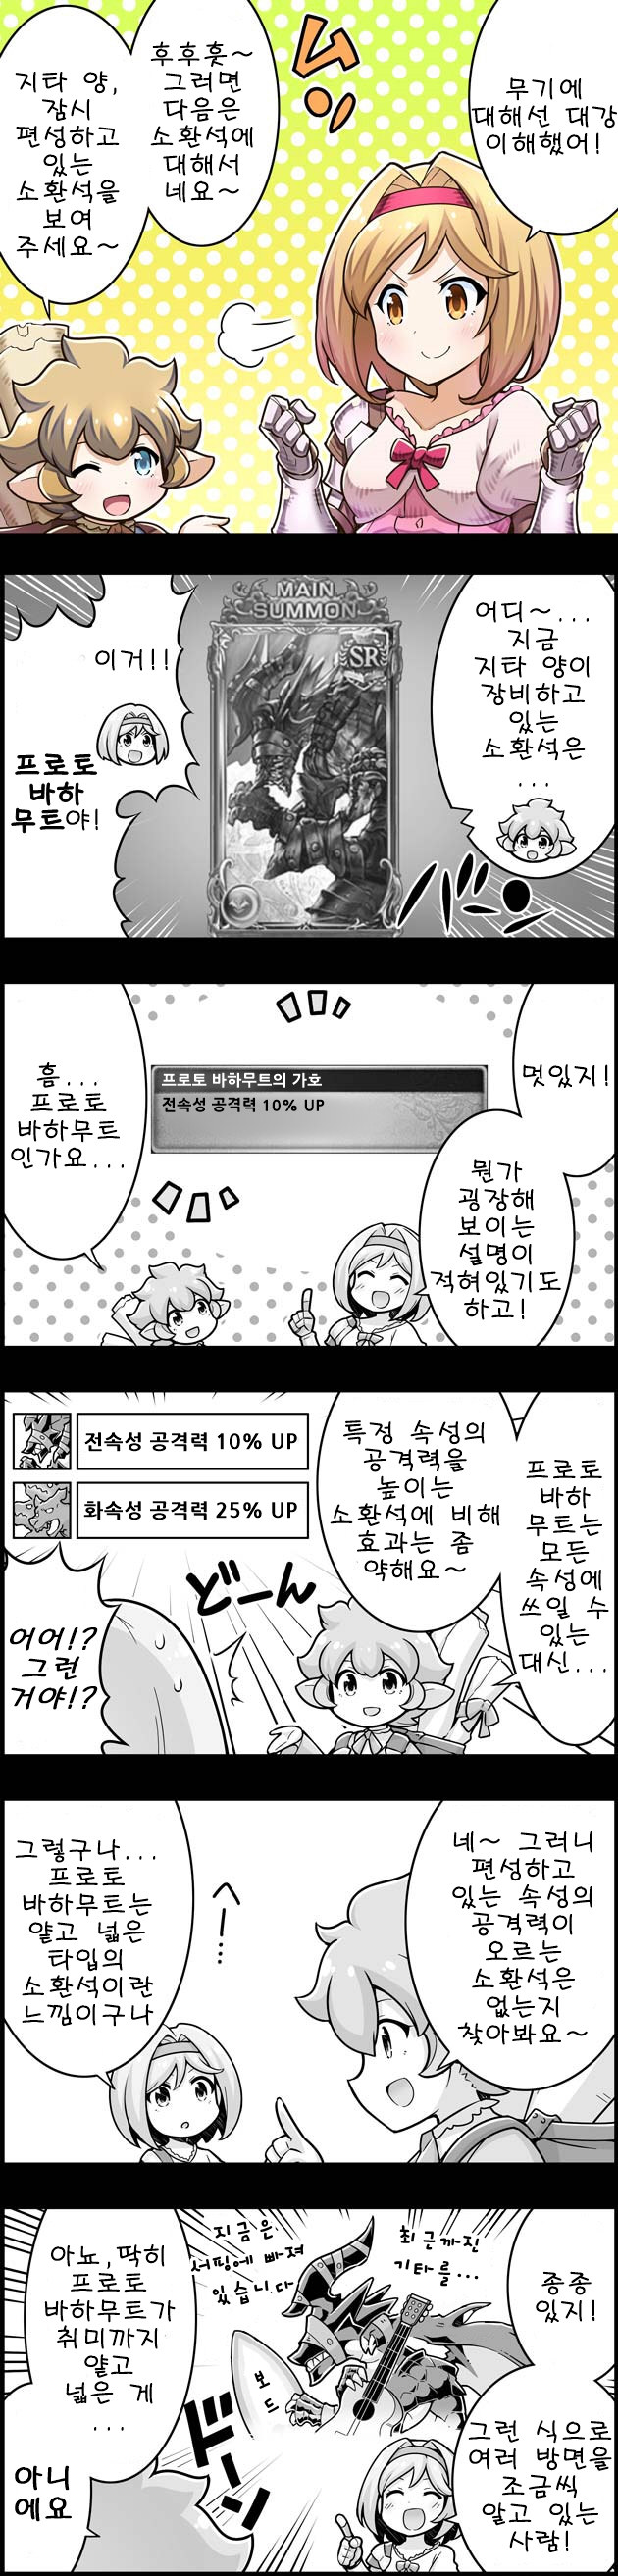 무기에
대해선 대강
이해했어!
ムンッ
후후훗~
그러면
다음은
소환석에
대해서
네요~
지타 양,
잠시
편성하고
있는
소환석을
보여
주세요~
어디~...
지금
지타 양이
장비하고
있는
소환석은
...
MAIN
SUMMON
SR
バーン
이거!!
프로토
바하
무트야!
멋있지!
뭔가
굉장해
보이는
설명이
적혀있기도
하고!
프로토 바하무트의 가호
전속성 공격력 10% UP
흠...
프로토
바하무트
인가요...
프로토
바하
무트는
모든
속성에
쓰일 수
있는
대신...
특정 속성의
공격력을
높이는
소환석에 비해
효과는 좀
약해요~
전속성 공격력 10% UP
화속성 공격력 25% UP
どーん
어어!?
그런
거야!?
네~ 그러니
편성하고
있는 속성의
공격력이
오르는
소환석은
없는지
찾아봐요~
그렇구나...
프로토
바하무트는
얕고 넓은
타입의
소환석이란
느낌이구나
종종
있지!
그런 식으로
여러 방면을
조금씩
알고 있는
사람!
최근까진
기타를...
지금은
서핑에 빠져
있습니다
보드
ドーン
아뇨,딱히
프로토
바하무트가
취미까지
얕고
넓은 게
...
아니
에요